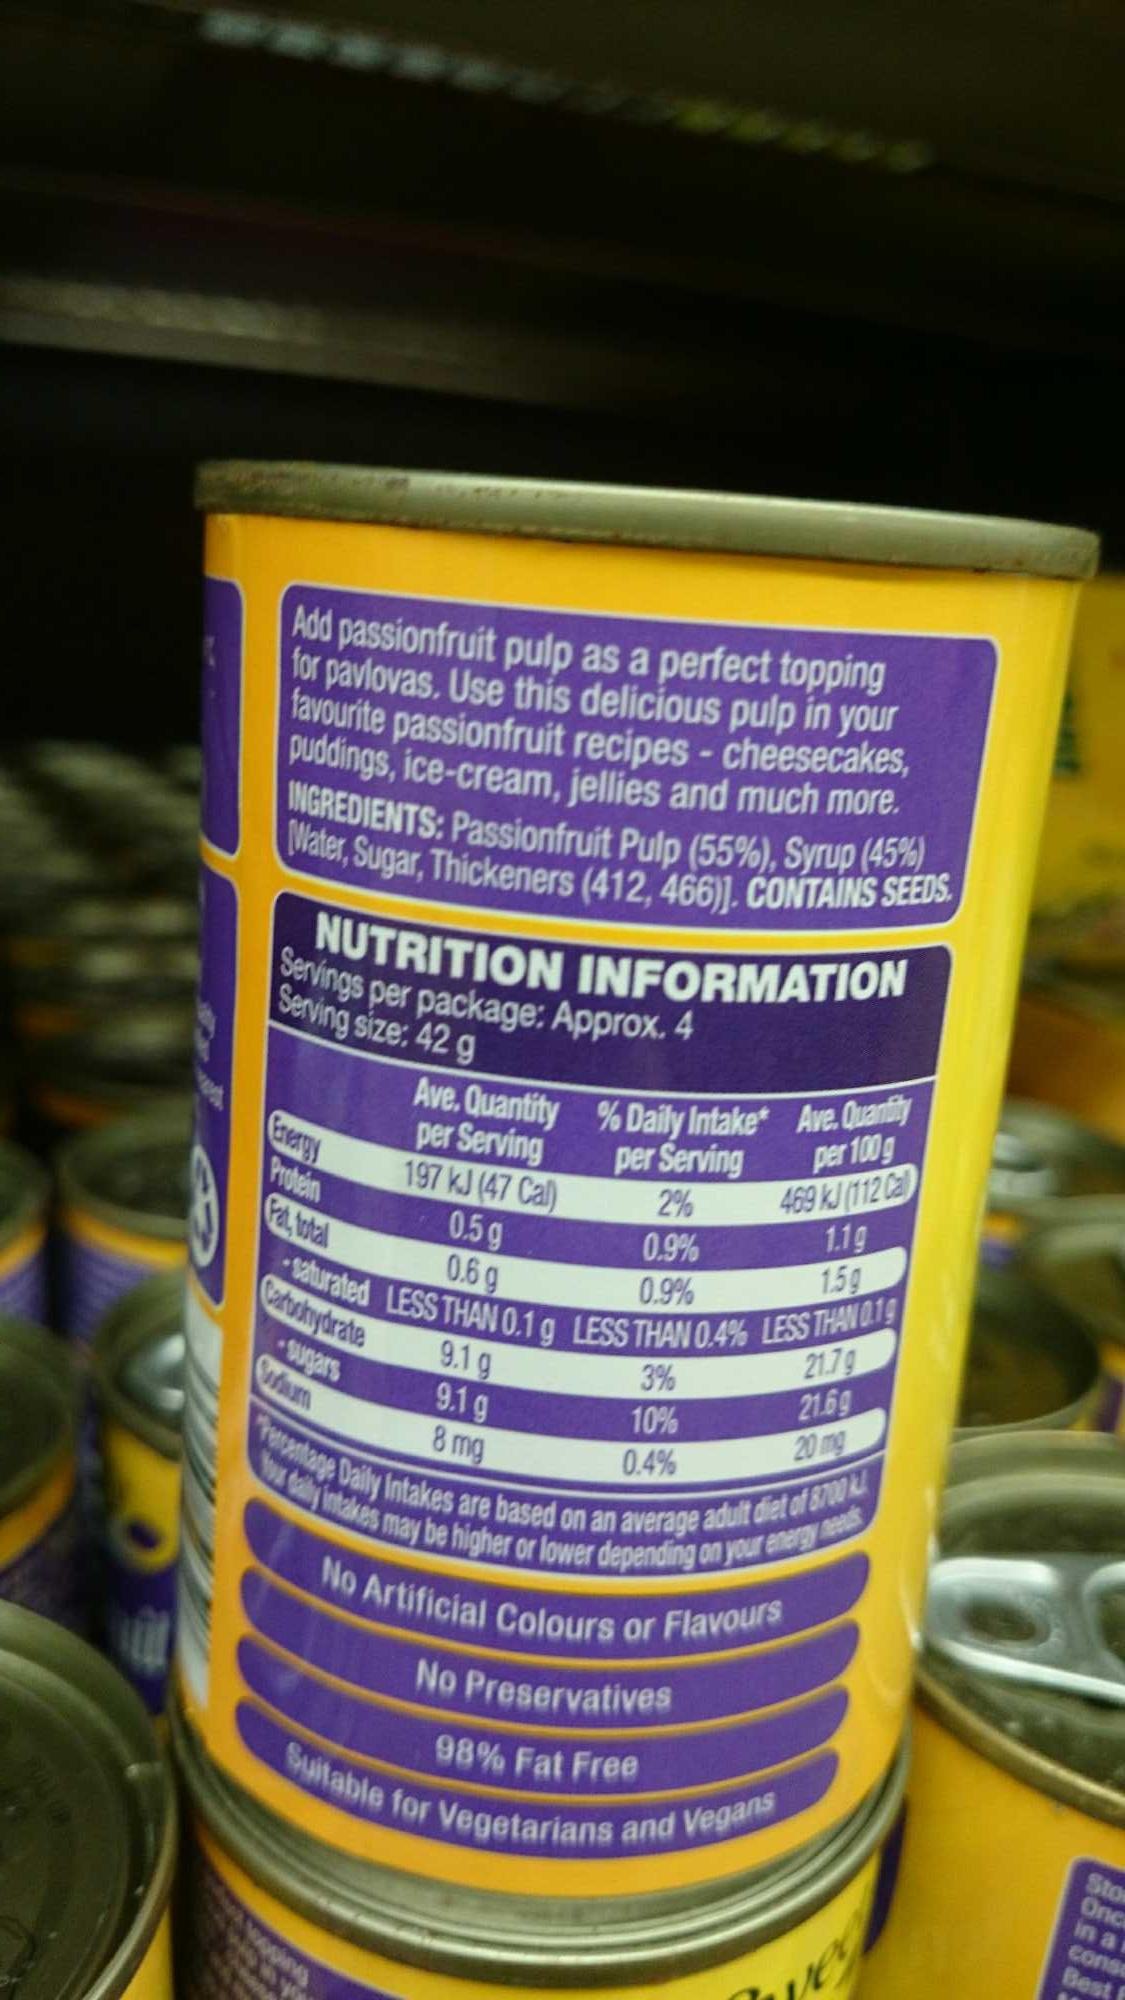 Add passionfruit pulp as a perfect topping
for pavlovas. Use this delicious pulp in your
favourite passionfruit recipes - cheesecakes,
puddings, ice-cream, jellies and much more.
INGREDIENTS: Passionfruit Pulp (55%), Syrup (45%)
[Water, Sugar, Thickeners (412, 466)]. CONTAINS SEEDS.
NUTRITION INFORMATION
Servings per package: Approx. 4
Serving size: 42 g
Ave. Quantity % Daily Intake* Ave. Quantity
per Serving per Serving per 100 g
Energy 197 kJ (47 Cal) 2% 469 kJ (112 Cal)
Protein 0.5 g 0.9% 1.1 g
Fat, total 0.6 g 0.9% 1.5 g
- saturated LESS THAN 0.1 g LESS THAN 0.4% LESS THAN 0.1 g
Carbohydrate 9.1 g 3% 21.7 g
- sugars 9.1 g 10% 21.6 g
Sodium 8 mg 0.4% 20 mg
*Percentage Daily Intakes are based on an average adult diet of 8700 kJ.
Your daily intakes may be higher or lower depending on your energy needs.
No Artificial Colours or Flavours
No Preservatives
98% Fat Free
Suitable for Vegetarians and Vegans
in a
Best